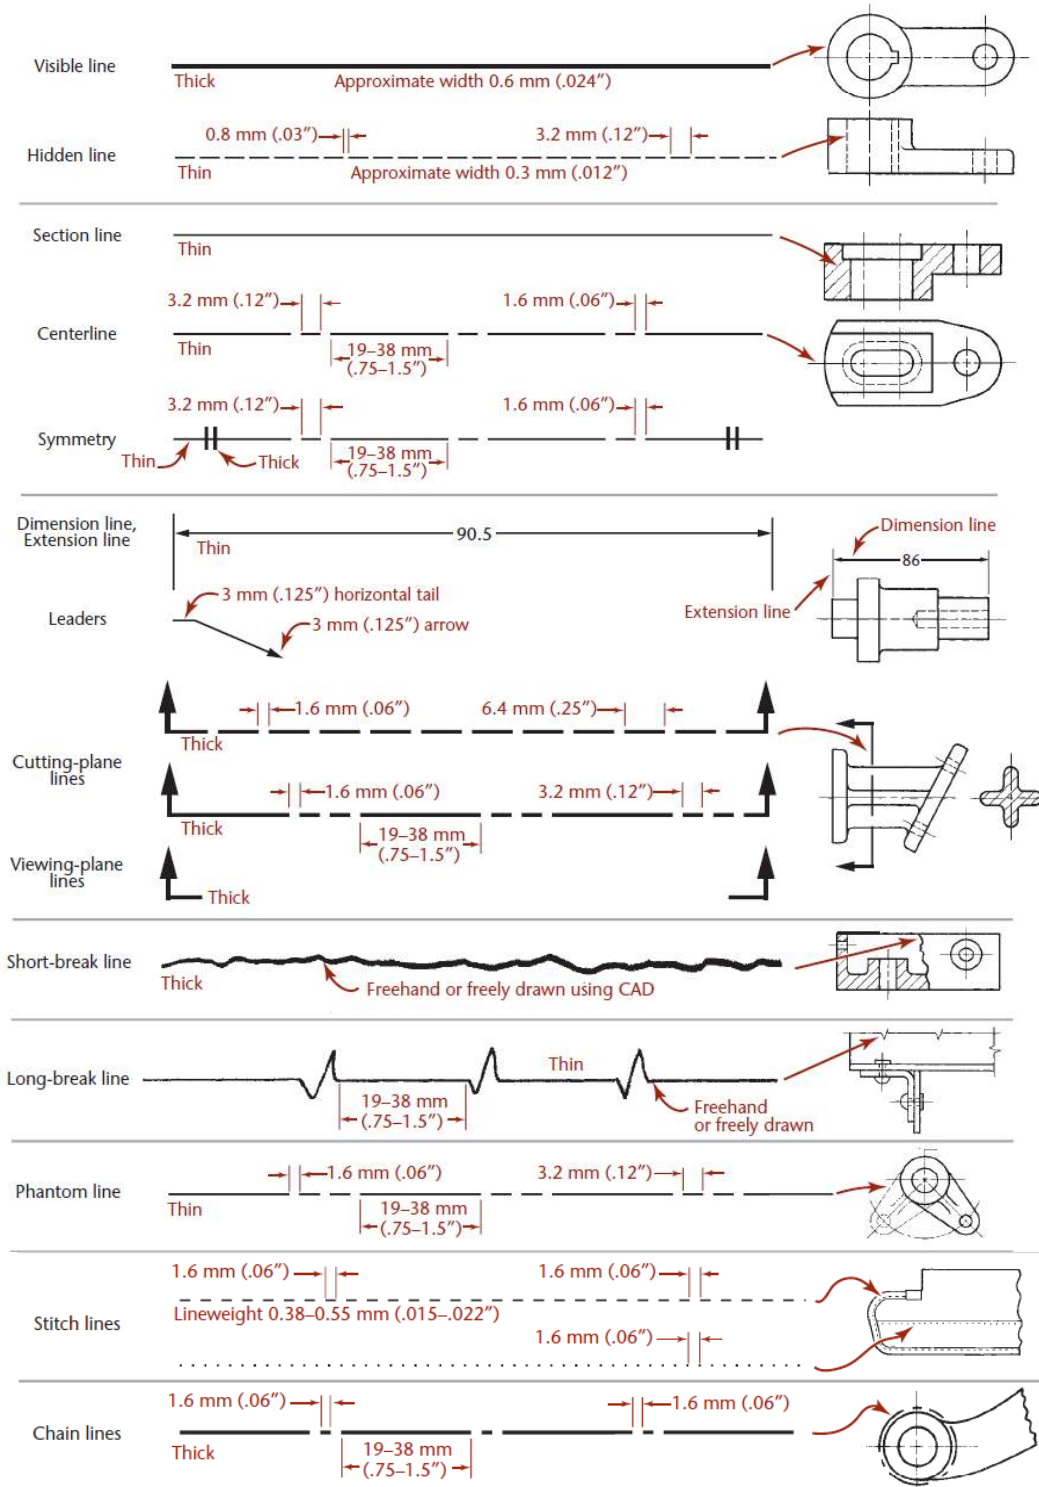 Visible line
Thick
Approximate width 0.6 mm (.024″)
0.8 mm (.03″)
3.2 mm (.12″)
Hidden line
Thin
Approximate width 0.3 mm (.012″)
Section line
Thin
3.2 mm (.12″)
1.6 mm (.06″)
Centerline
Thin
19–38 mm
(.75–1.5″)
3.2 mm (.12″)
1.6 mm (.06″)
Symmetry
Thin
Thick
19–38 mm
(.75–1.5″)
Dimension line,
Extension line
Thin
90.5
Dimension line
86
Extension line
Leaders
3 mm (.125″) horizontal tail
3 mm (.125″) arrow
1.6 mm (.06″)
6.4 mm (.25″)
Thick
Cutting-plane
lines
1.6 mm (.06″)
3.2 mm (.12″)
Thick
19–38 mm
(.75–1.5″)
Viewing-plane
lines
Thick
Short-break line
Thick
Freehand or freely drawn using CAD
Long-break line
Thin
19–38 mm
(.75–1.5″)
Freehand
or freely drawn
Phantom line
1.6 mm (.06″)
3.2 mm (.12″)
Thin
19–38 mm
(.75–1.5″)
1.6 mm (.06″)
1.6 mm (.06″)
Stitch lines
Lineweight 0.38–0.55 mm (.015–.022″)
1.6 mm (.06″)
1.6 mm (.06″)
1.6 mm (.06″)
Chain lines
Thick
19–38 mm
(.75–1.5″)